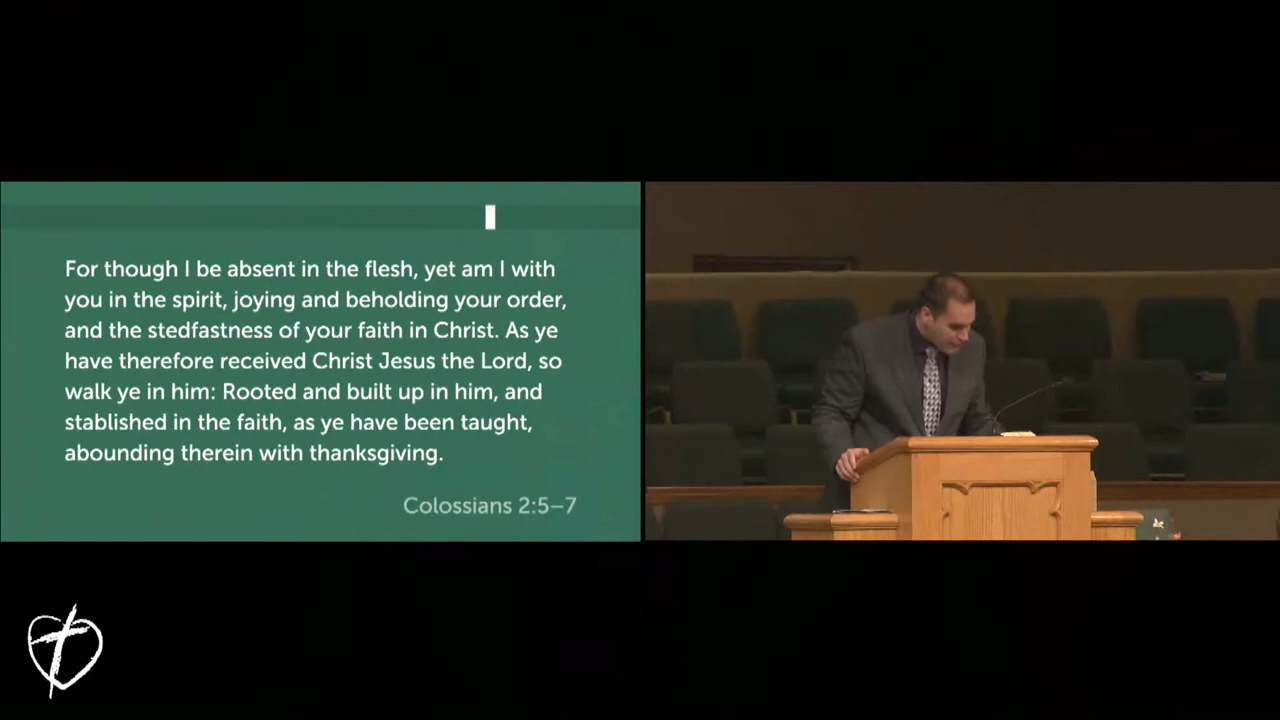 For though I be absent in the flesh, yet am I with
you in the spirit, joying and beholding your order,
and the stedfastness of your faith in Christ. As ye
have therefore received Christ Jesus the Lord, so
walk ye in him: Rooted and built up in him, and
stablished in the faith, as ye have been taught,
abounding therein with thanksgiving.
Colossians 2:5–7